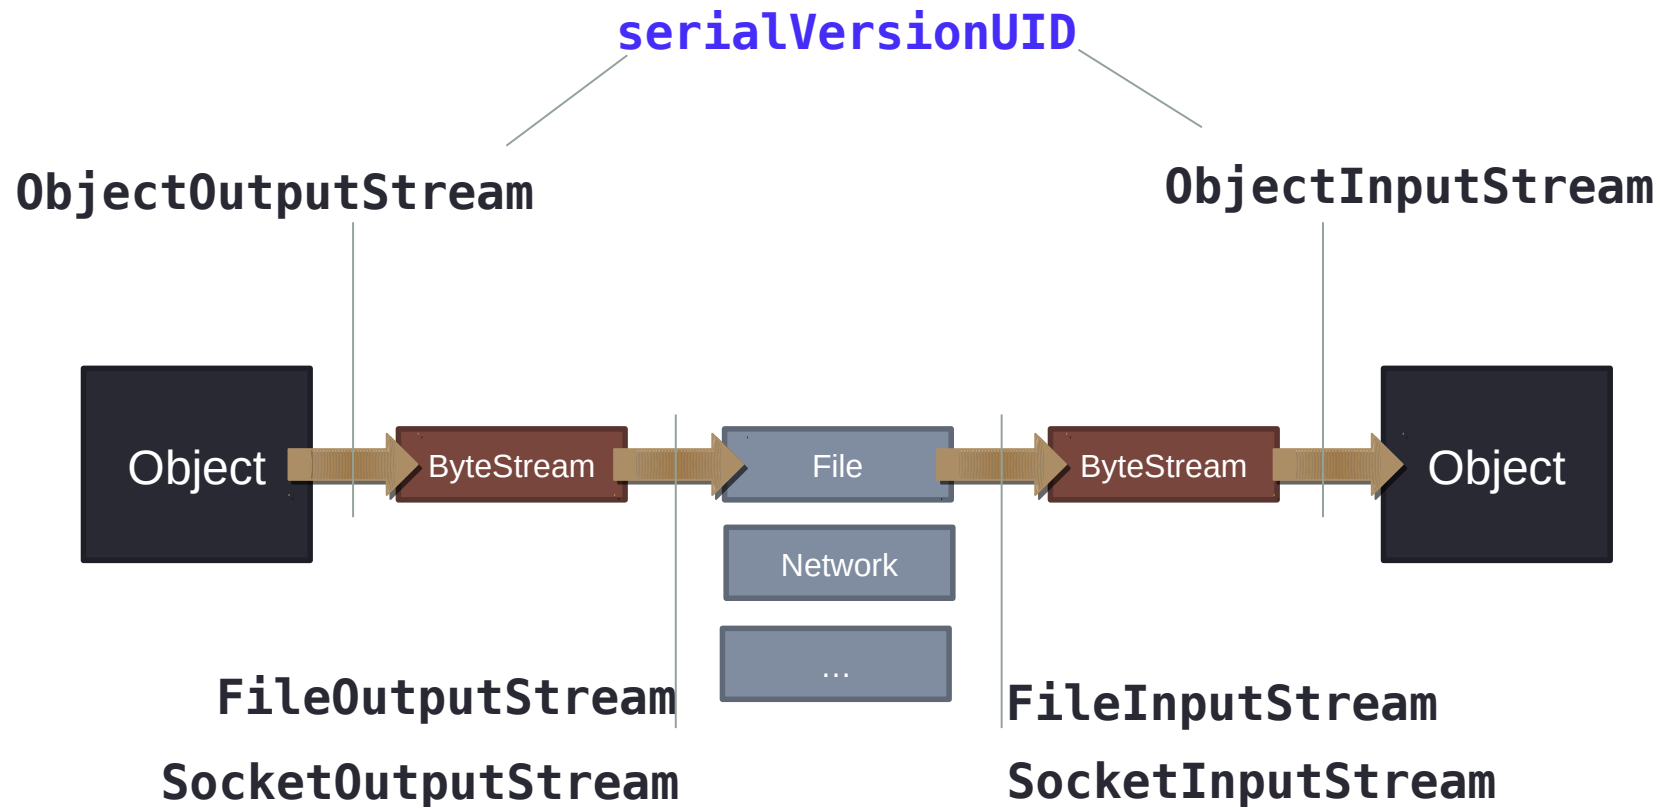 serialVersionUID
ObjectOutputStream
ObjectInputStream
Object
ByteStream
File
ByteStream
Object
Network
...
FileOutputStream
FileInputStream
SocketOutputStream
SocketInputStream